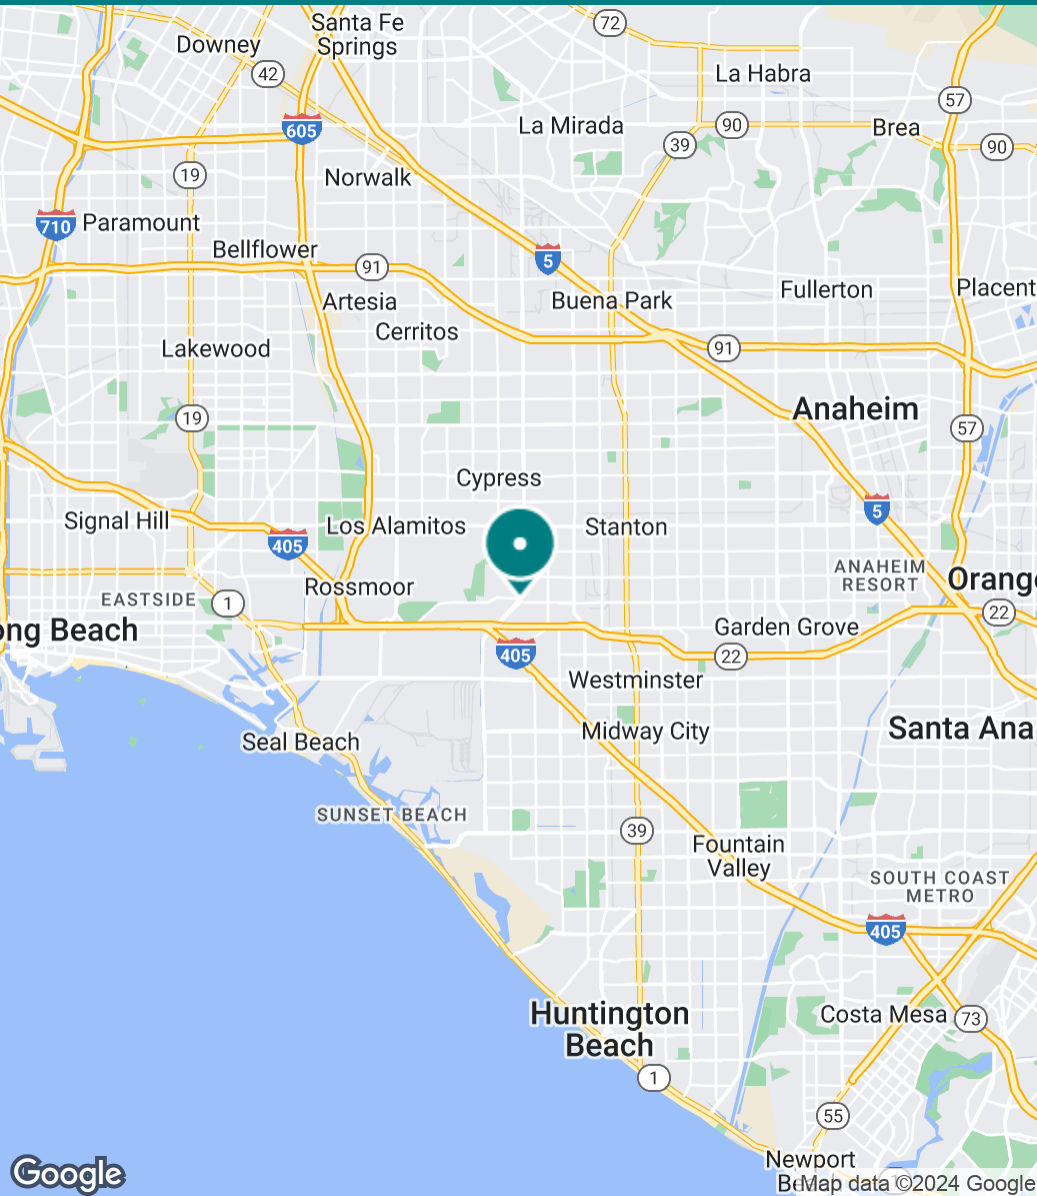 Santa Fe
Springs
72
Downey
42
La Habra
57
605
La Mirada
90
Brea
39
90
19
Norwalk
710
Paramount
Bellflower
91
5
Artesia
Buena Park
Fullerton
Placent
Cerritos
Lakewood
91
19
Anaheim
57
Cypress
5
Signal Hill
Los Alamitos
Stanton
405
ANAHEIM
RESORT
Rossmoor
Orange
EASTSIDE
1
22
ong Beach
Garden Grove
405
22
Westminster
Midway City
Santa Ana
Seal Beach
SUNSET BEACH
39
Fountain
Valley
SOUTH COAST
METRO
405
Huntington
Beach
Costa Mesa
73
1
55
Newport
Google
Map data ©2024 Google